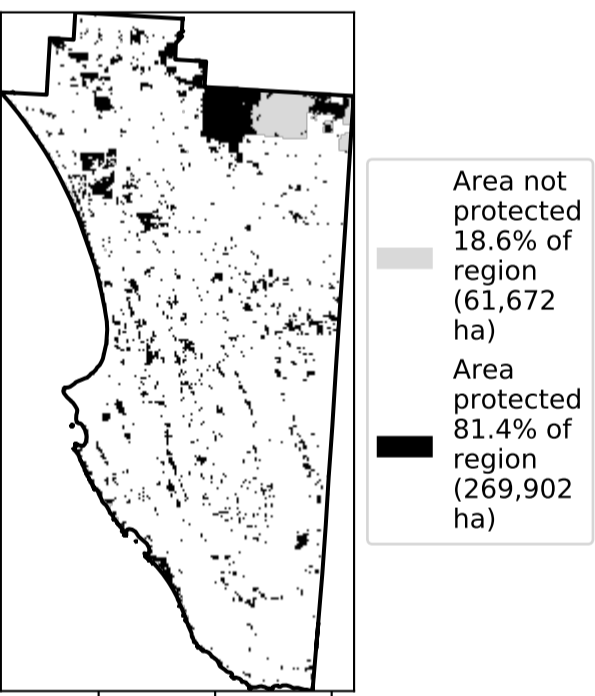 Area not
protected
18.6% of
region
(61,672
ha)
Area
protected
81.4% of
region
(269,902
ha)